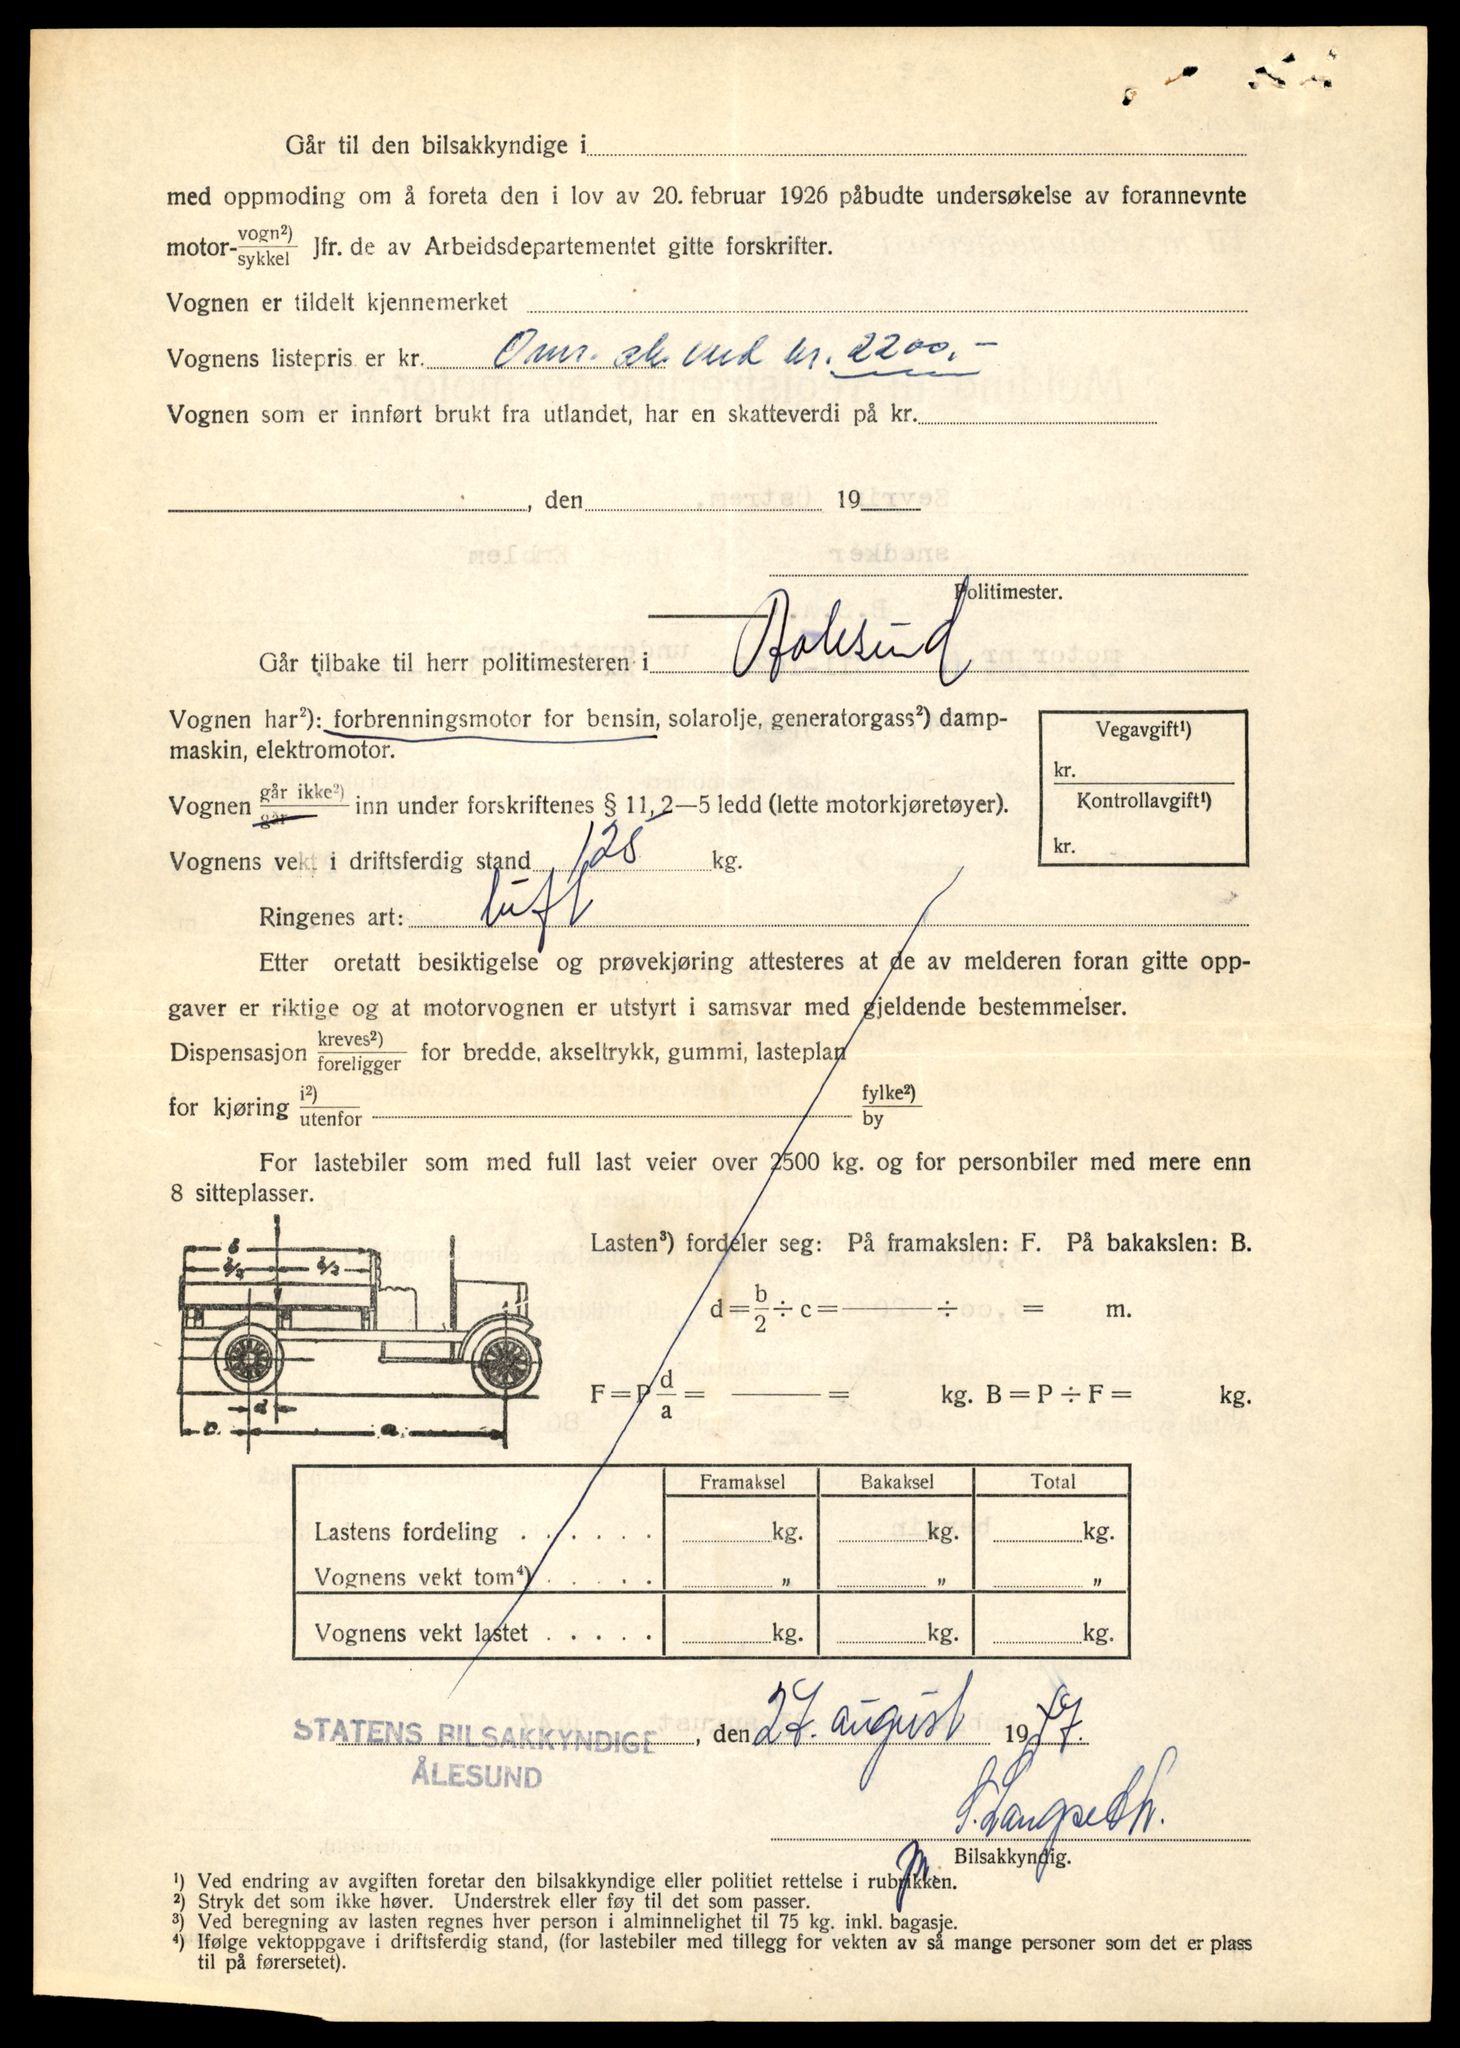 Går til den bilsakkyndige i
med oppmoding om å foreta den i lov av 20. februar 1926 påbudte undersøkelse av forannevnte
motor-vogn²)/sykkel Jfr. de av Arbeidsdepartementet gitte forskrifter.
Vognen er tildelt kjennemerket
Vognens listepris er kr. Oms. ved kr. 2200,-
Vognen som er innført brukt fra utlandet, har en skatteverdi på kr.
, den 19
Politimester.
Går tilbake til herr politimesteren i Aalesund
Vognen har²): forbrenningsmotor for bensin, solarolje, generatorgass²) damp-
maskin, elektromotor.
Vegavgift¹)
kr.
Kontrollavgift¹)
kr.
Vognen går ikke²)/går inn under forskriftenes § 11, 2—5 ledd (lette motorkjøretøyer).
Vognens vekt i driftsferdig stand 125 kg.
Ringenes art: luft
Etter oretatt besiktigelse og prøvekjøring attesteres at de av melderen foran gitte opp-
gaver er riktige og at motorvognen er utstyrt i samsvar med gjeldende bestemmelser.
Dispensasjon kreves²)/foreligger for bredde, akseltrykk, gummi, lasteplan
for kjøring i²)/utenfor fylke²)/by
For lastebiler som med full last veier over 2500 kg. og for personbiler med mere enn
8 sitteplasser.
Lasten³) fordeler seg: På framakslen: F. På bakakslen: B.
d = b/2 ÷ c = ——— ÷ = m.
F = P d/a = ——— = kg. B = P ÷ F = kg.
b
d
c. a.
Framaksel Bakaksel Total
Lastens fordeling . . . . . . kg. kg. kg.
Vognens vekt tom⁴) . . . . . „ „ „
Vognens vekt lastet . . . . . kg. kg. kg.
STATENS BILSAKKYNDIGE, den 27. august 1947.
ÅLESUND
S. Langseth.
Bilsakkyndig.
¹) Ved endring av avgiften foretar den bilsakkyndige eller politiet rettelse i rubrikken.
²) Stryk det som ikke høver. Understrek eller føy til det som passer.
³) Ved beregning av lasten regnes hver person i alminnelighet til 75 kg. inkl. bagasje.
⁴) Ifølge vektoppgave i driftsferdig stand, (for lastebiler med tillegg for vekten av så mange personer som det er plass
til på førersetet).